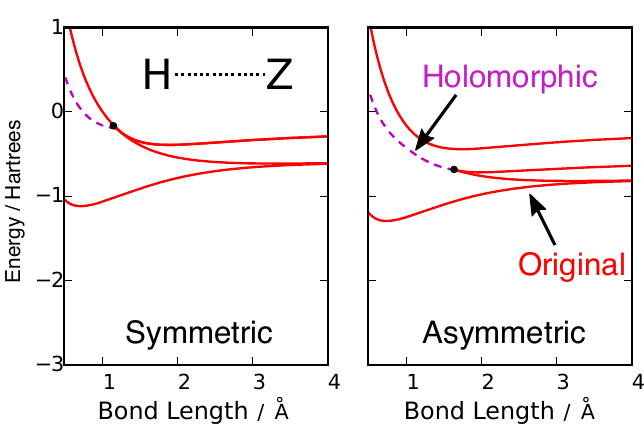 1
0
−1
−2
−3
Energy / Hartrees
H Z
Symmetric
1 2 3 4
Bond Length / Å
Holomorphic
Original
Asymmetric
1 2 3 4
Bond Length / Å